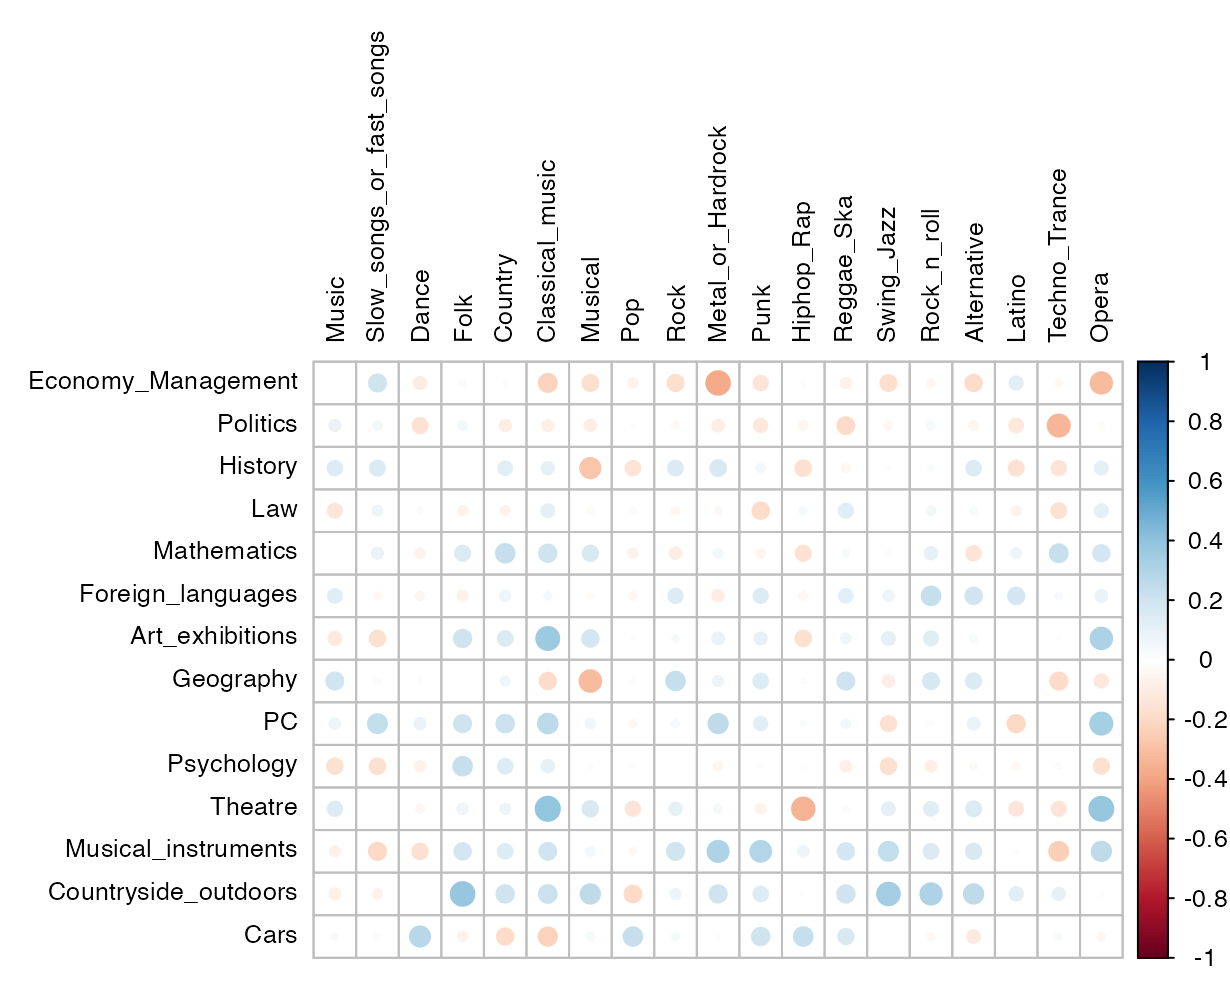 Music
Slow_songs_or_fast_songs
Dance
Folk
Country
Classical_music
Musical
Pop
Rock
Metal_or_Hardrock
Punk
Hiphop_Rap
Reggae_Ska
Swing_Jazz
Rock_n_roll
Alternative
Latino
Techno_Trance
Opera
Economy_Management
Politics
History
Law
Mathematics
Foreign_languages
Art_exhibitions
Geography
PC
Psychology
Theatre
Musical_instruments
Countryside_outdoors
Cars
1
0.8
0.6
0.4
0.2
0
-0.2
-0.4
-0.6
-0.8
-1